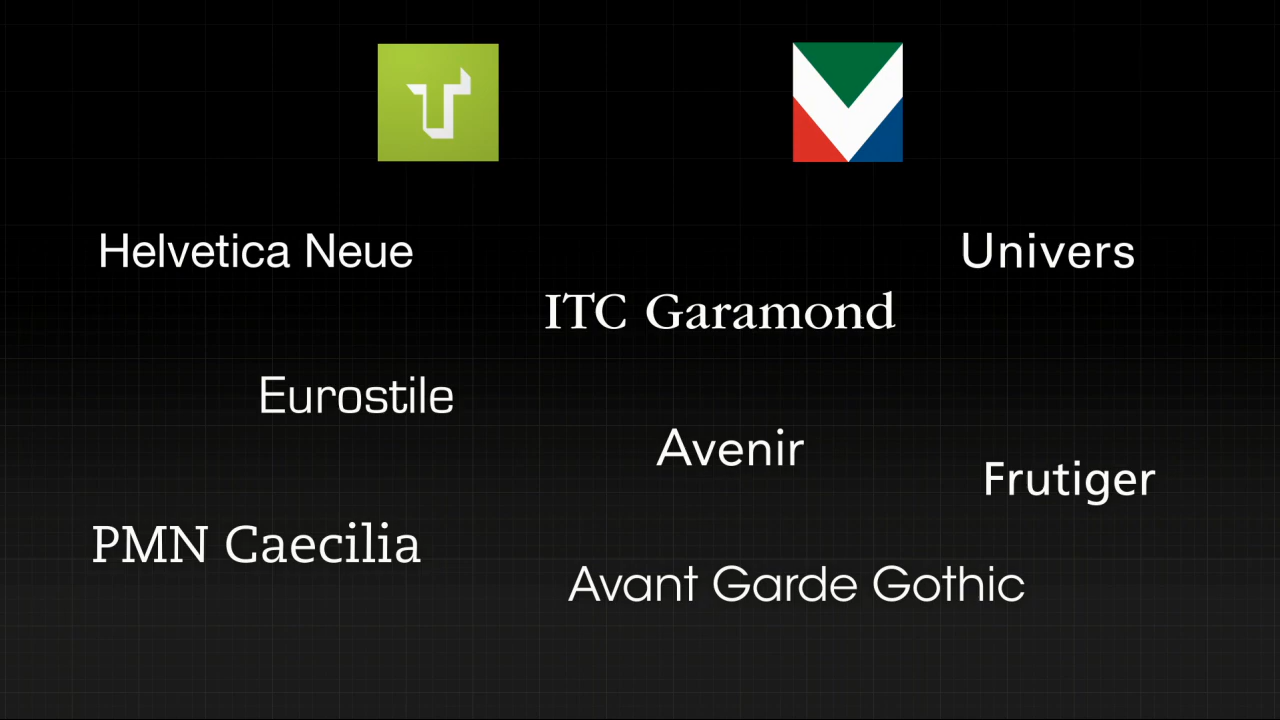 Helvetica Neue
Univers
ITC Garamond
Eurostile
Avenir
Frutiger
PMN Caecilia
Avant Garde Gothic